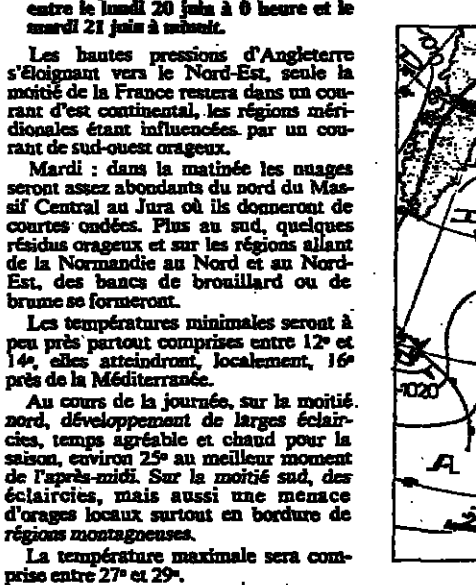 entre le lundi 20 juin à 0 heure et le
mardi 21 juin à minuit.
Les hautes pressions d'Angleterre
s'éloignant vers le Nord-Est, seule la
moitié de la France restera dans un cou-
rant d'est continental, les régions méri-
dionales étant influencées par un cou-
rant de sud-ouest orageux.
Mardi : dans la matinée les nuages
seront assez abondants du nord du Mas-
sif Central au Jura où ils donneront de
courtes ondées. Plus au sud, quelques
résidus orageux et sur les régions allant
de la Normandie au Nord et au Nord-
Est, des bancs de brouillard ou de
brume se formeront.
Les températures minimales seront à
peu près partout comprises entre 12° et
14°, elles atteindront, localement, 16°
près de la Méditerranée.
Au cours de la journée, sur la moitié
nord, développement de larges éclair-
cies, temps agréable et chaud pour la
saison, environ 25° au meilleur moment
de l'après-midi. Sur la moitié sud, des
éclaircies, mais aussi une menace
d'orages locaux surtout en bordure de
régions montagneuses.
La température maximale sera com-
prise entre 27° et 29°.
1020